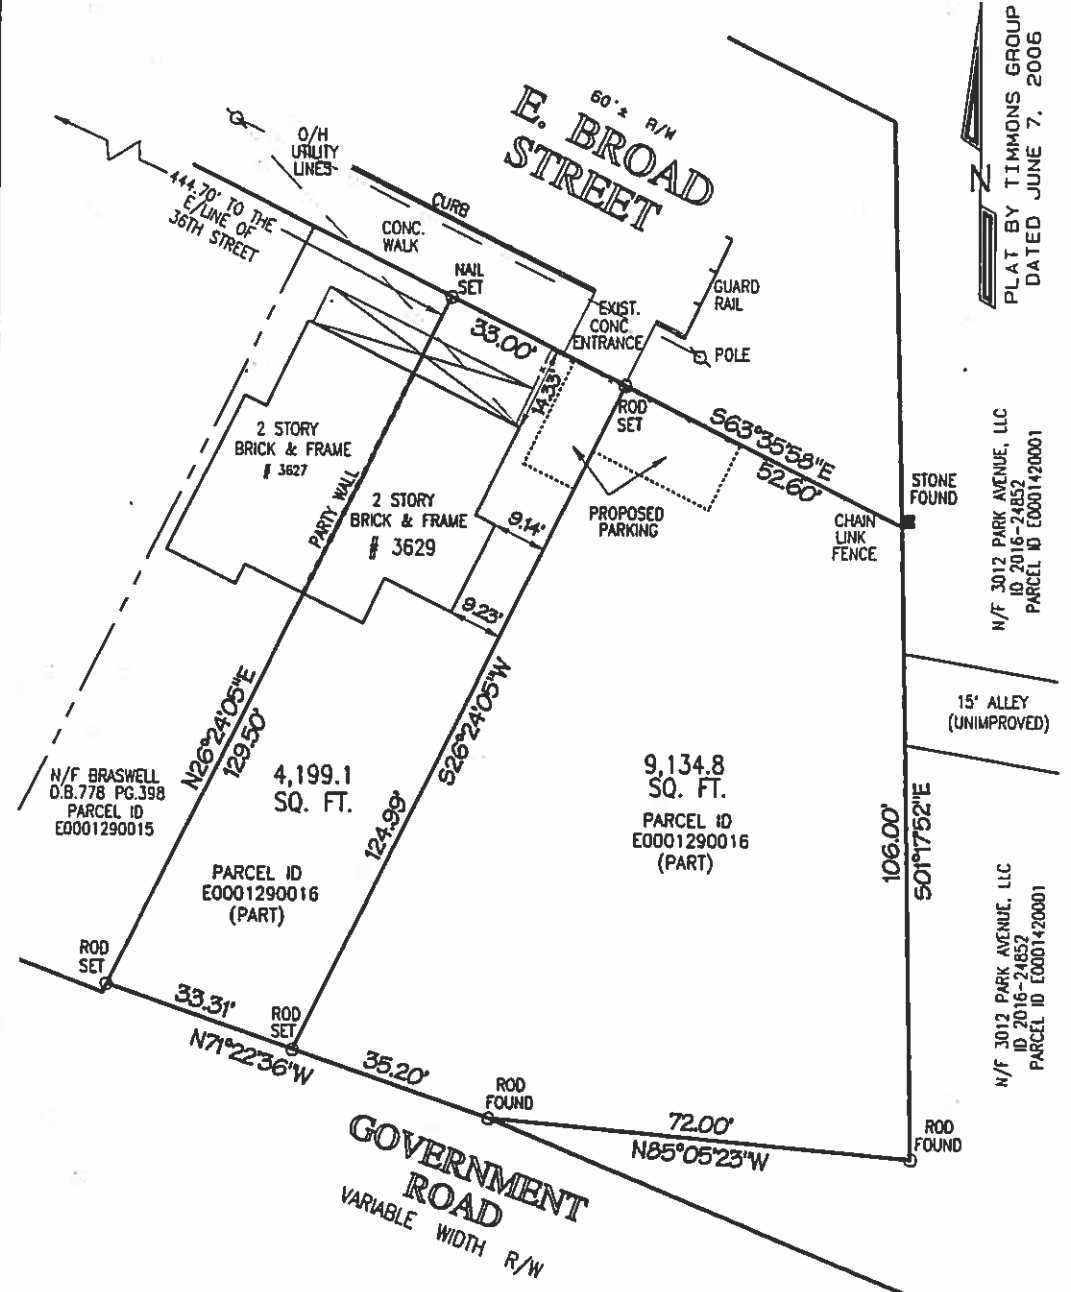 PLAT BY TIMMONS GROUP
DATED JUNE 7, 2006
N
60'± R/W
E. BROAD
STREET
O/H
UTILITY
LINES
444.70' TO THE
E/LINE OF
36TH STREET
CURB
CONC.
WALK
NAIL
SET
33.00'
EXIST.
CONC.
ENTRANCE
GUARD
RAIL
POLE
14.33'
ROD
SET
S63°35'58"E
52.60'
2 STORY
BRICK & FRAME
# 3627
PARTY WALL
2 STORY
BRICK & FRAME
# 3629
PROPOSED
PARKING
9.14'
9.23'
STONE
FOUND
CHAIN
LINK
FENCE
N/F 3012 PARK AVENUE, LLC
ID 2016-24852
PARCEL ID E0001420001
15' ALLEY
(UNIMPROVED)
N26°24'05"E
129.50'
S26°24'05"W
124.99'
N/F BRASWELL
D.B.778 PG.398
PARCEL ID
E0001290015
4,199.1
SQ. FT.
PARCEL ID
E0001290016
(PART)
9,134.8
SQ. FT.
PARCEL ID
E0001290016
(PART)
106.00'
S01°17'52"E
N/F 3012 PARK AVENUE, LLC
ID 2016-24852
PARCEL ID E0001420001
ROD
SET
33.31'
ROD
SET
N71°22'36"W
35.20'
ROD
FOUND
72.00'
N85°05'23"W
ROD
FOUND
GOVERNMENT
ROAD
VARIABLE WIDTH R/W